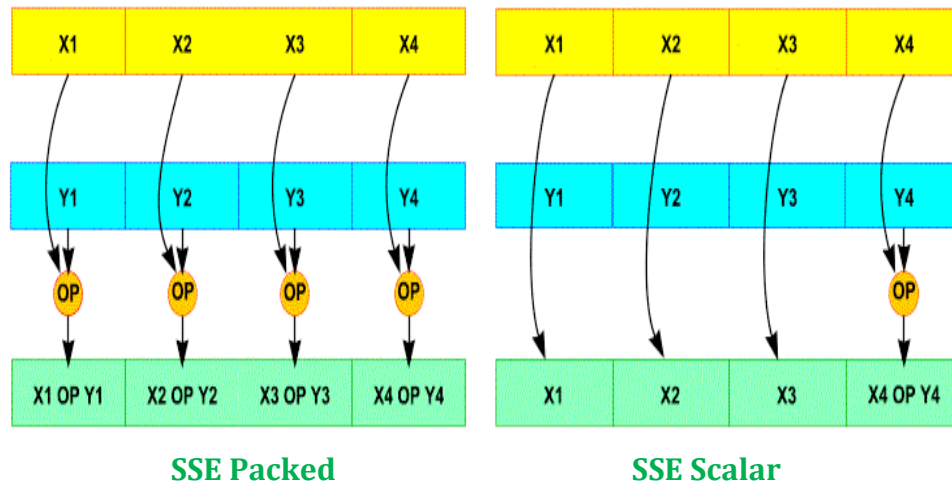 X1 X2 X3 X4
Y1 Y2 Y3 Y4
OP OP OP OP
X1 OP Y1 X2 OP Y2 X3 OP Y3 X4 OP Y4
SSE Packed
X1 X2 X3 X4
Y1 Y2 Y3 Y4
OP
X1 X2 X3 X4 OP Y4
SSE Scalar